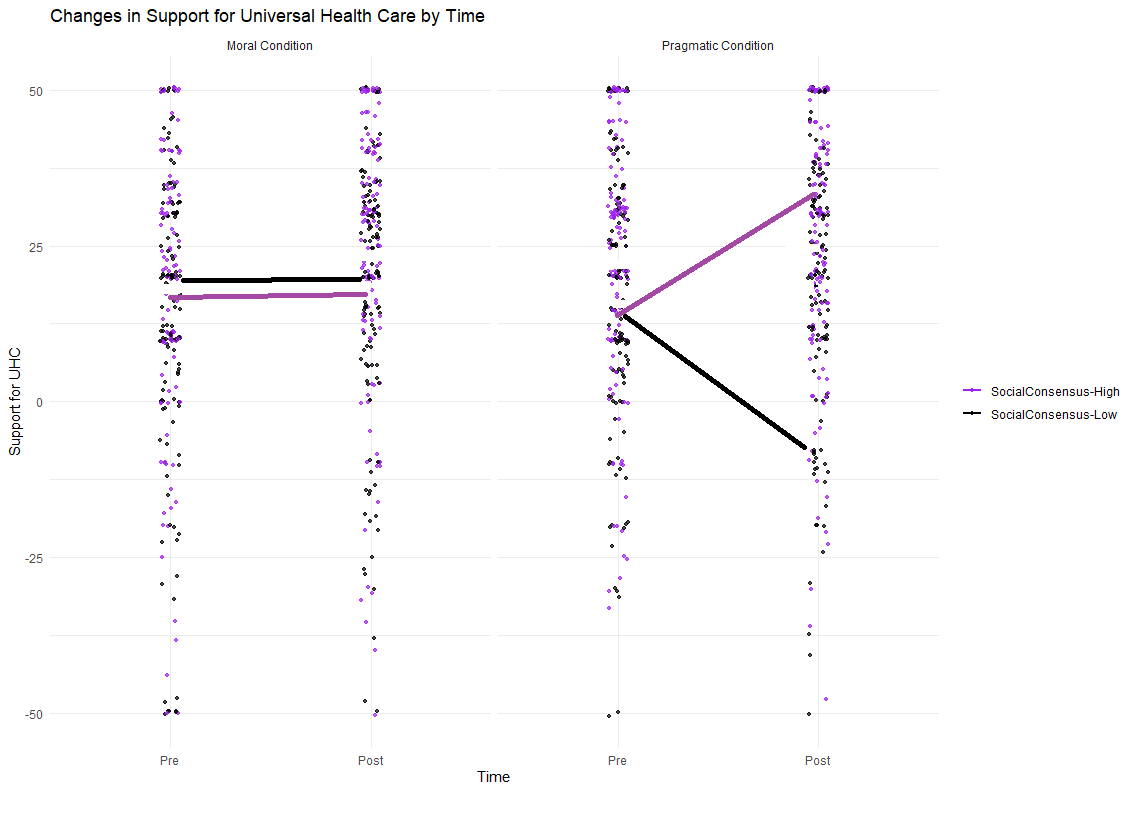 Changes in Support for Universal Health Care by Time
Moral Condition
Pragmatic Condition
50
25
0
-25
-50
Support for UHC
Pre
Post
Pre
Post
Time
SocialConsensus-High
SocialConsensus-Low